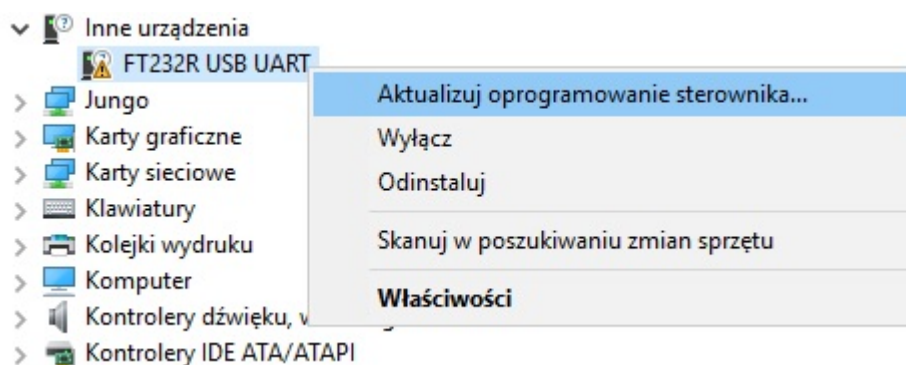 Inne urządzenia
FT232R USB UART
Jungo
Karty graficzne
Karty sieciowe
Klawiatury
Kolejki wydruku
Komputer
Kontrolery dźwięku,
Kontrolery IDE ATA/ATAPI
Aktualizuj oprogramowanie sterownika...
Wyłącz
Odinstaluj
Skanuj w poszukiwaniu zmian sprzętu
Właściwości